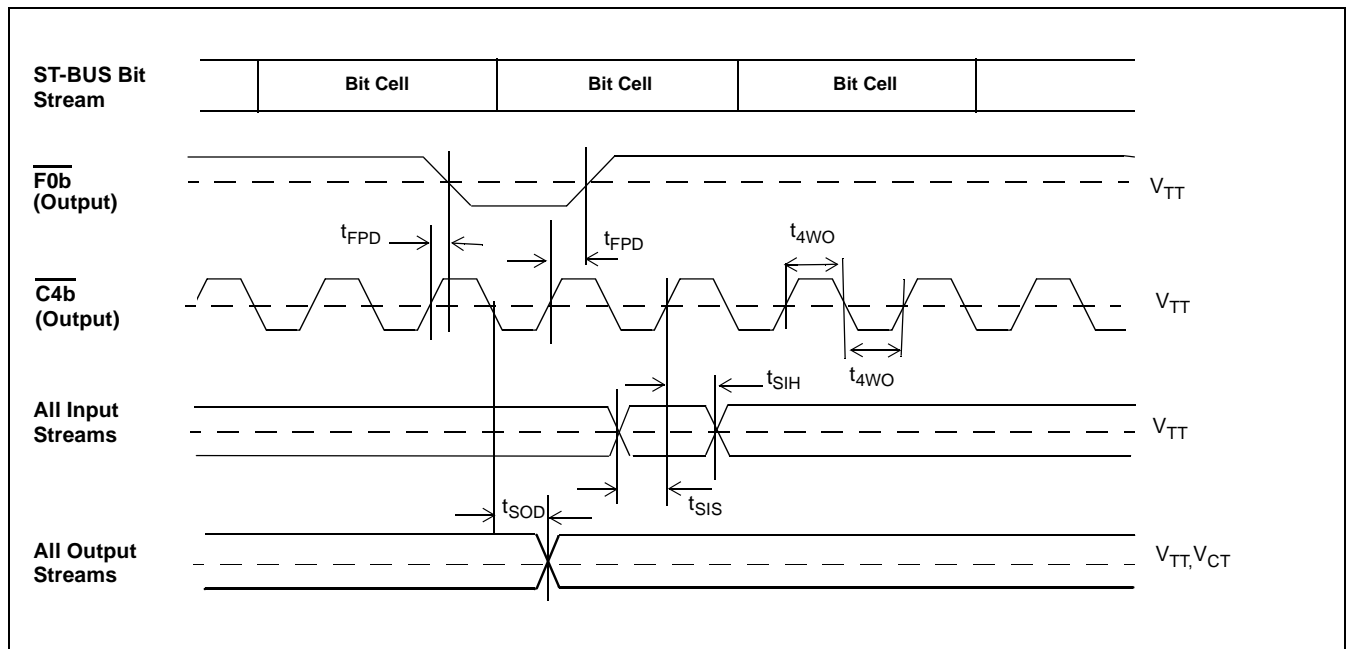 ST-BUS Bit
Stream
Bit Cell
Bit Cell
Bit Cell
F0b
(Output)
VTT
tFPD
tFPD
t4WO
C4b
(Output)
VTT
t4WO
tSIH
All Input
Streams
VTT
tSOD
tSIS
All Output
Streams
VTT,VCT